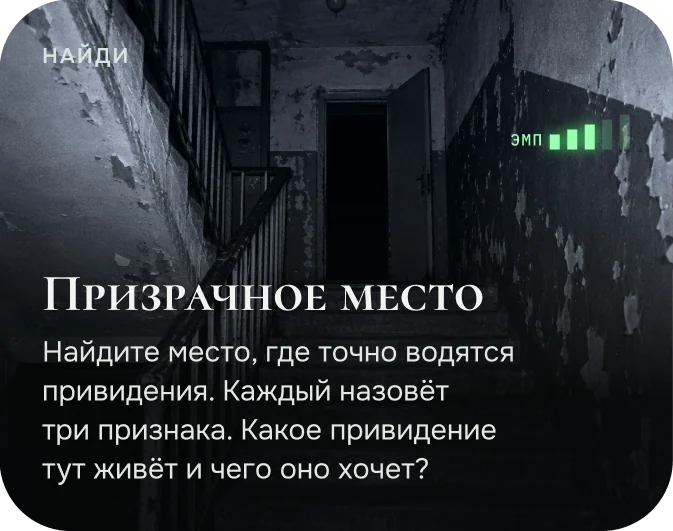 НАЙДИ
ЭМП
Призрачное место
Найдите место, где точно водятся
привидения. Каждый назовёт
три признака. Какое привидение
тут живёт и чего оно хочет?